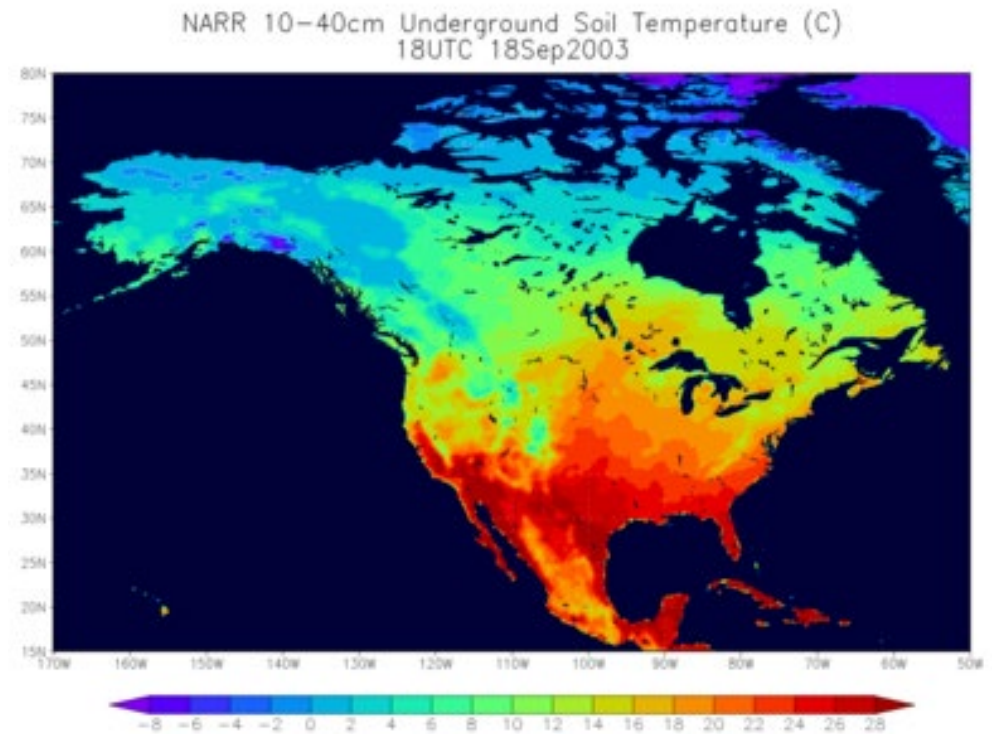 NARR 10-40cm Underground Soil Temperature (C)
18UTC 18Sep2003
80N
75N
70N
65N
60N
55N
50N
45N
40N
35N
30N
25N
20N
15N
170W 160W 150W 140W 130W 120W 110W 100W 90W 80W 70W 60W 50W
-8 -6 -4 -2 0 2 4 6 8 10 12 14 16 18 20 22 24 26 28